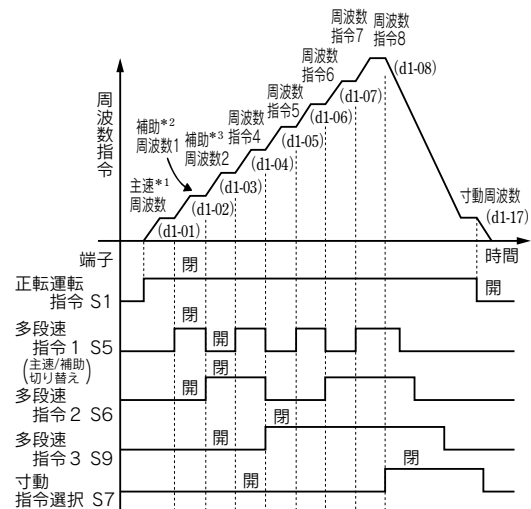 周波数
指令7
周波数
指令8
周波数
指令6
周波数
指令5
周波数
指令4
補助*3
周波数2
補助*2
周波数1
主速*1
周波数
周波数指令
(d1-08)
(d1-07)
(d1-06)
(d1-05)
(d1-04)
(d1-03)
(d1-02)
(d1-01)
寸動周波数
(d1-17)
時間
端子
閉
正転運転
指令 S1
開
閉
多段速
指令1 S5
開
(主速/補助
切り替え)
閉
多段速
指令2 S6
開
閉
多段速
指令3 S9
開
閉
寸動
指令選択 S7
開